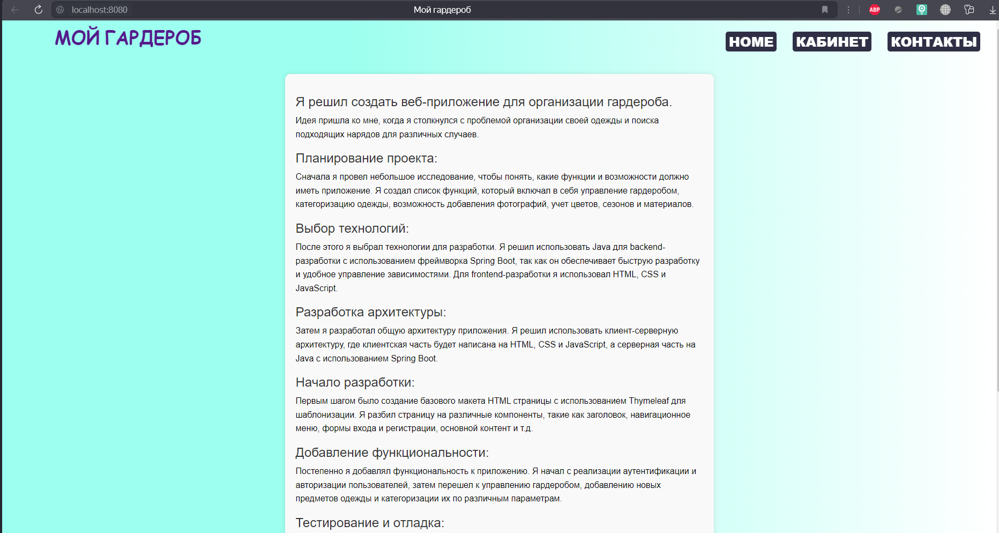 localhost:8080
Мой гардероб
ABP
МОЙ ГАРДЕРОБ
HOME
КАБИНЕТ
КОНТАКТЫ
Я решил создать веб-приложение для организации гардероба.
Идея пришла ко мне, когда я столкнулся с проблемой организации своей одежды и поиска
подходящих нарядов для различных случаев.
Планирование проекта:
Сначала я провел небольшое исследование, чтобы понять, какие функции и возможности должно
иметь приложение. Я создал список функций, который включал в себя управление гардеробом,
категоризацию одежды, возможность добавления фотографий, учет цветов, сезонов и материалов.
Выбор технологий:
После этого я выбрал технологии для разработки. Я решил использовать Java для backend-
разработки с использованием фреймворка Spring Boot, так как он обеспечивает быструю разработку
и удобное управление зависимостями. Для frontend-разработки я использовал HTML, CSS и
JavaScript.
Разработка архитектуры:
Затем я разработал общую архитектуру приложения. Я решил использовать клиент-серверную
архитектуру, где клиентская часть будет написана на HTML, CSS и JavaScript, а серверная часть на
Java с использованием Spring Boot.
Начало разработки:
Первым шагом было создание базового макета HTML страницы с использованием Thymeleaf для
шаблонизации. Я разбил страницу на различные компоненты, такие как заголовок, навигационное
меню, формы входа и регистрации, основной контент и т.д.
Добавление функциональности:
Постепенно я добавлял функциональность к приложению. Я начал с реализации аутентификации и
авторизации пользователей, затем перешел к управлению гардеробом, добавлению новых
предметов одежды и категоризации их по различным параметрам.
Тестирование и отладка: